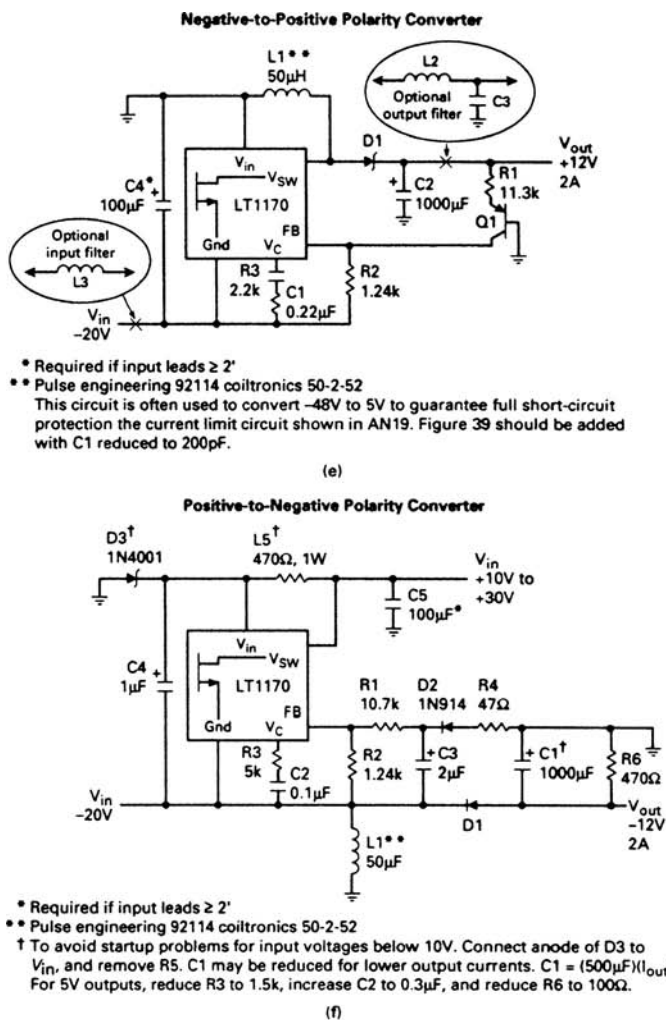 Negative-to-Positive Polarity Converter
L1**
50μH
L2
Optional
output filter
C3
D1
Vout
+12V
2A
Vin
VSW
C4*
+
100μF
LT1170
+
C2
1000μF
R1
11.3k
Q1
FB
Gnd
VC
Optional
input filter
L3
R3
2.2k
C1
0.22μF
R2
1.24k
Vin
−20V
* Required if input leads ≥ 2'
** Pulse engineering 92114 coiltronics 50-2-52
This circuit is often used to convert −48V to 5V to guarantee full short-circuit
protection the current limit circuit shown in AN19. Figure 39 should be added
with C1 reduced to 200pF.
(e)
Positive-to-Negative Polarity Converter
D3†
1N4001
L5†
470Ω, 1W
Vin
+10V to
+30V
C5
100μF*
Vin
VSW
C4
+
1μF
LT1170
FB
Gnd
VC
R1
10.7k
D2
1N914
R4
47Ω
R3
5k
C2
0.1μF
R2
1.24k
+
C3
2μF
+
C1†
1000μF
R6
470Ω
Vin
−20V
D1
Vout
−12V
2A
L1**
50μF
* Required if input leads ≥ 2'
** Pulse engineering 92114 coiltronics 50-2-52
† To avoid startup problems for input voltages below 10V. Connect anode of D3 to
Vin, and remove R5. C1 may be reduced for lower output currents. C1 = (500μF)(Iout
For 5V outputs, reduce R3 to 1.5k, increase C2 to 0.3μF, and reduce R6 to 100Ω.
(f)